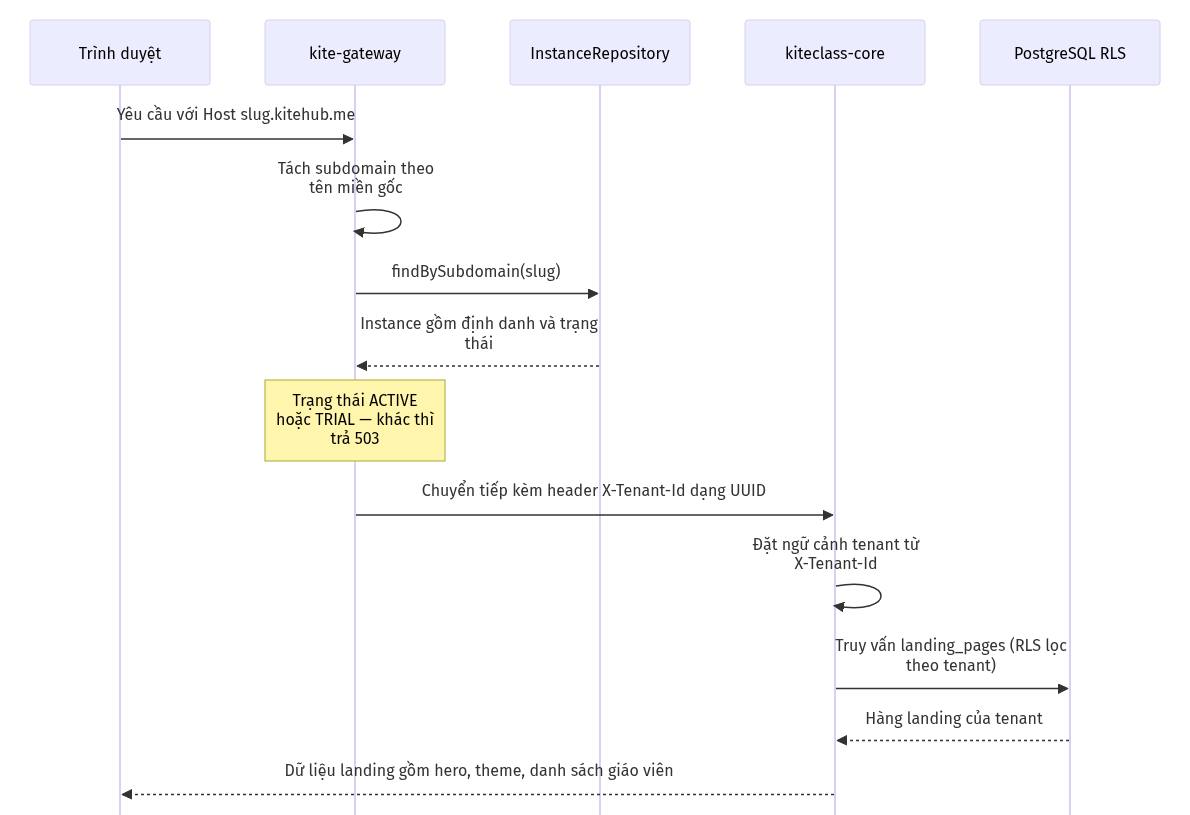 Trình duyệt
kite-gateway
InstanceRepository
kiteclass-core
PostgreSQL RLS
Yêu cầu với Host slug.kitehub.me
Tách subdomain theo
tên miền gốc
findBySubdomain(slug)
Instance gồm định danh và trạng
thái
Trạng thái ACTIVE
hoặc TRIAL — khác thì
trả 503
Chuyển tiếp kèm header X-Tenant-Id dạng UUID
Đặt ngữ cảnh tenant từ
X-Tenant-Id
Truy vấn landing_pages (RLS lọc
theo tenant)
Hàng landing của tenant
Dữ liệu landing gồm hero, theme, danh sách giáo viên